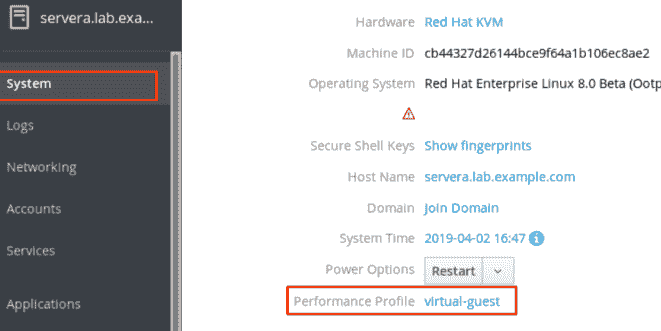 servera.lab.exa...
System
Logs
Networking
Accounts
Services
Applications
Hardware Red Hat KVM
Machine ID cb44327d26144bce9f64a1b106ec8ae2
Operating System Red Hat Enterprise Linux 8.0 Beta (Ootp
Secure Shell Keys Show fingerprints
Host Name servera.lab.example.com
Domain Join Domain
System Time 2019-04-02 16:47
Power Options Restart
Performance Profile virtual-guest